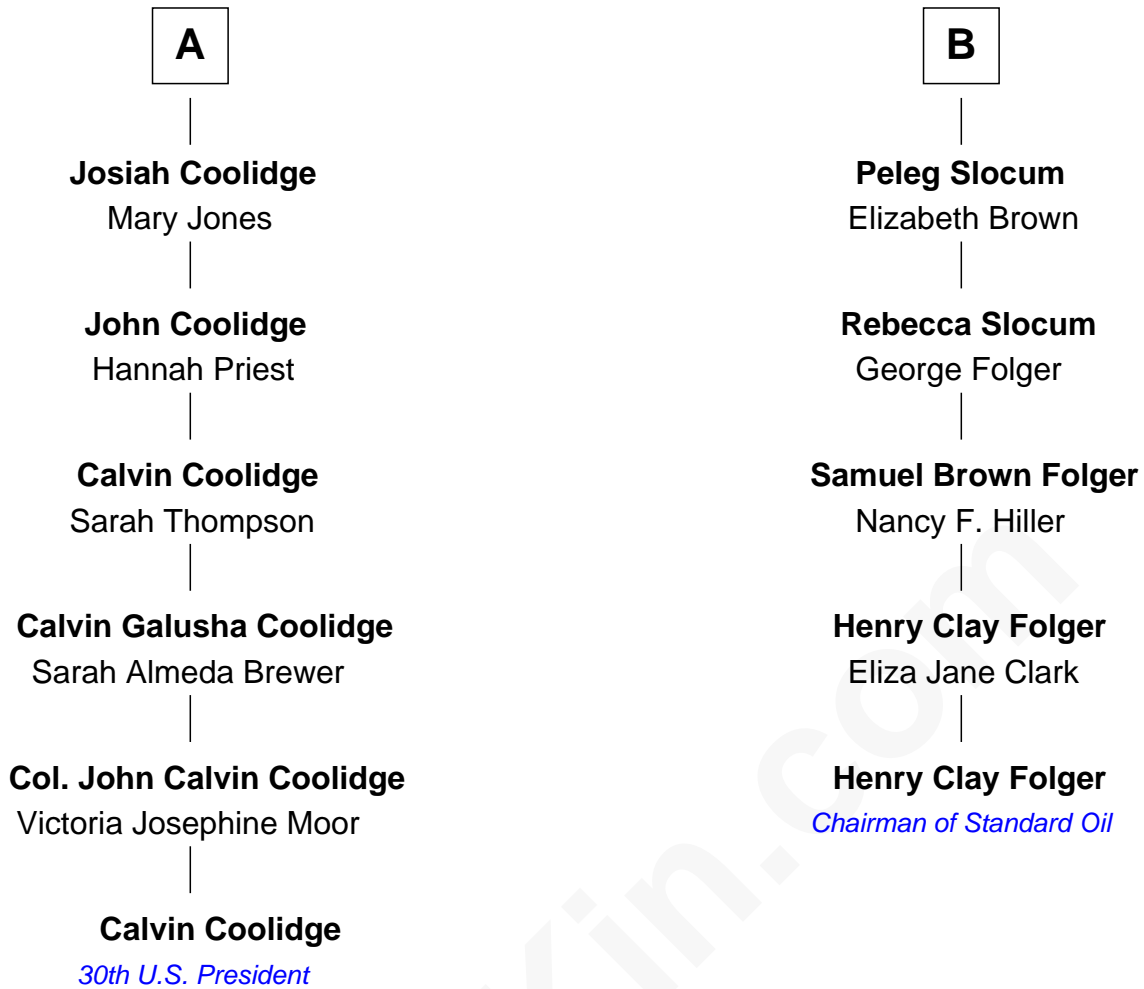 A
Josiah Coolidge
Mary Jones
John Coolidge
Hannah Priest
Calvin Coolidge
Sarah Thompson
Calvin Galusha Coolidge
Sarah Almeda Brewer
Col. John Calvin Coolidge
Victoria Josephine Moor
Calvin Coolidge
30th U.S. President
B
Peleg Slocum
Elizabeth Brown
Rebecca Slocum
George Folger
Samuel Brown Folger
Nancy F. Hiller
Henry Clay Folger
Eliza Jane Clark
Henry Clay Folger
Chairman of Standard Oil